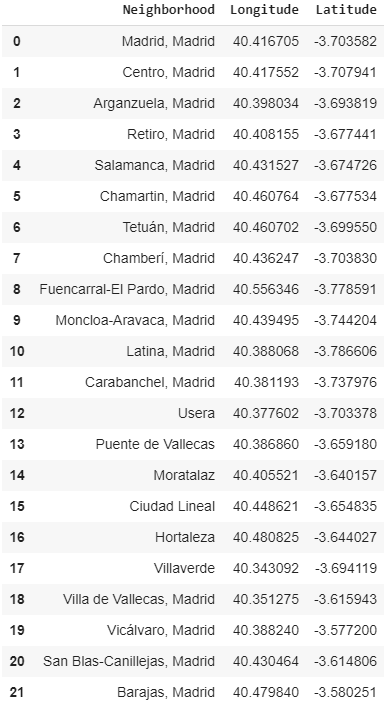 Neighborhood Longitude Latitude
0 Madrid, Madrid 40.416705 -3.703582
1 Centro, Madrid 40.417552 -3.707941
2 Arganzuela, Madrid 40.398034 -3.693819
3 Retiro, Madrid 40.408155 -3.677441
4 Salamanca, Madrid 40.431527 -3.674726
5 Chamartin, Madrid 40.460764 -3.677534
6 Tetuán, Madrid 40.460702 -3.699550
7 Chamberí, Madrid 40.436247 -3.703830
8 Fuencarral-El Pardo, Madrid 40.556346 -3.778591
9 Moncloa-Aravaca, Madrid 40.439495 -3.744204
10 Latina, Madrid 40.388068 -3.786606
11 Carabanchel, Madrid 40.381193 -3.737976
12 Usera 40.377602 -3.703378
13 Puente de Vallecas 40.386860 -3.659180
14 Moratalaz 40.405521 -3.640157
15 Ciudad Lineal 40.448621 -3.654835
16 Hortaleza 40.480825 -3.644027
17 Villaverde 40.343092 -3.694119
18 Villa de Vallecas, Madrid 40.351275 -3.615943
19 Vicálvaro, Madrid 40.388240 -3.577200
20 San Blas-Canillejas, Madrid 40.430464 -3.614806
21 Barajas, Madrid 40.479840 -3.580251